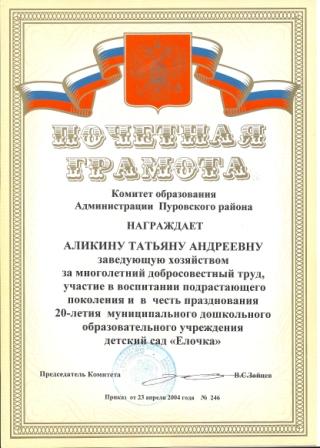 ПОЧЕТНАЯ
ГРАМОТА
Комитет образования
Администрации Пуровского района
НАГРАЖДАЕТ
АЛИКИНУ ТАТЬЯНУ АНДРЕЕВНУ
заведующую хозяйством
за многолетний добросовестный труд,
участие в воспитании подрастающего
поколения и в честь празднования
20-летия муниципального дошкольного
образовательного учреждения
детский сад «Елочка»
Председатель Комитета В.С.Зойцев
Приказ от 23 апреля 2004 года № 246